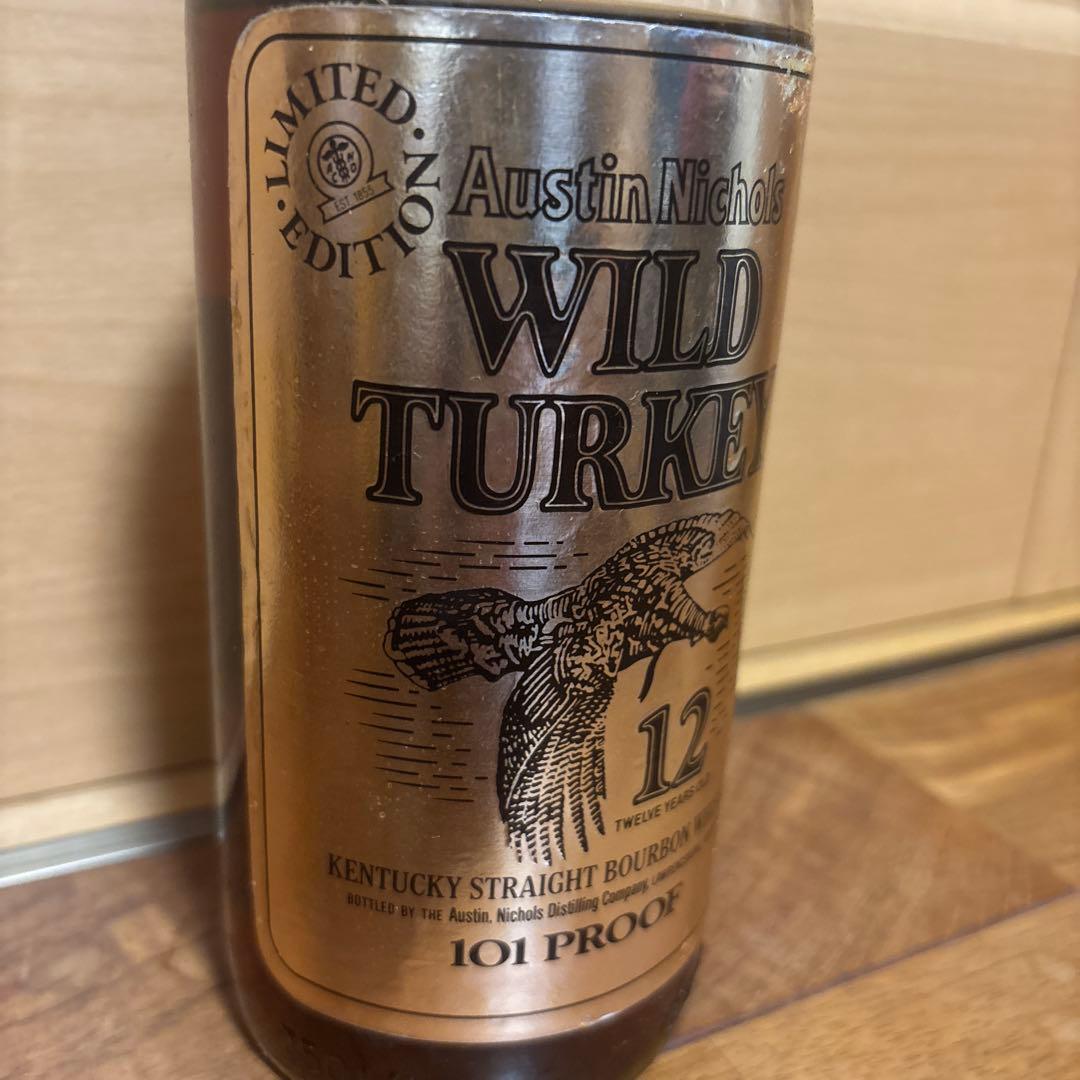 LIMITED
EDITION
EST. 1855
Austin Nichols
WILD
TURKEY
12
TWELVE YEARS OLD
KENTUCKY STRAIGHT BOURBON
BOTTLED BY THE Austin, Nichols Distilling Company,
101 PROOF